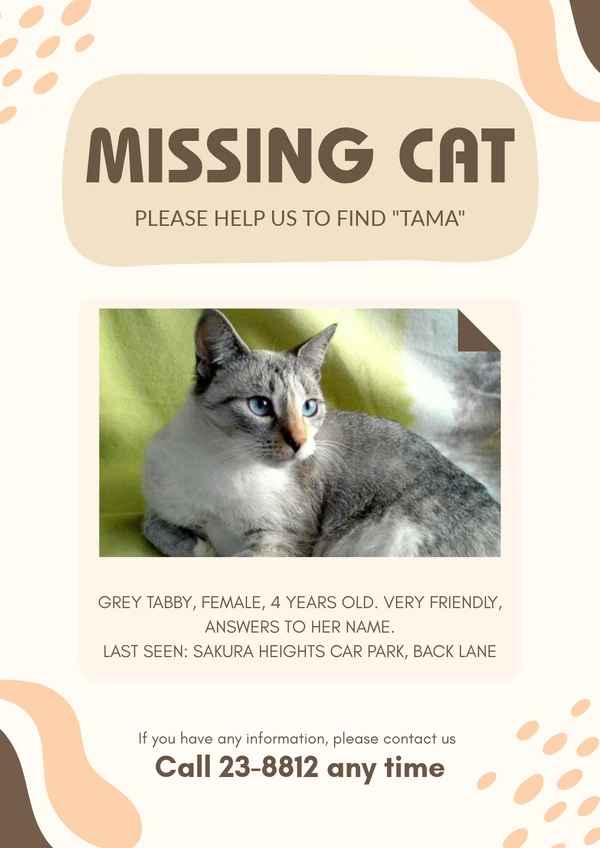 MISSING CAT
PLEASE HELP US TO FIND "TAMA"
GREY TABBY, FEMALE, 4 YEARS OLD. VERY FRIENDLY,
ANSWERS TO HER NAME.
LAST SEEN: SAKURA HEIGHTS CAR PARK, BACK LANE
If you have any information, please contact us
Call 23-8812 any time